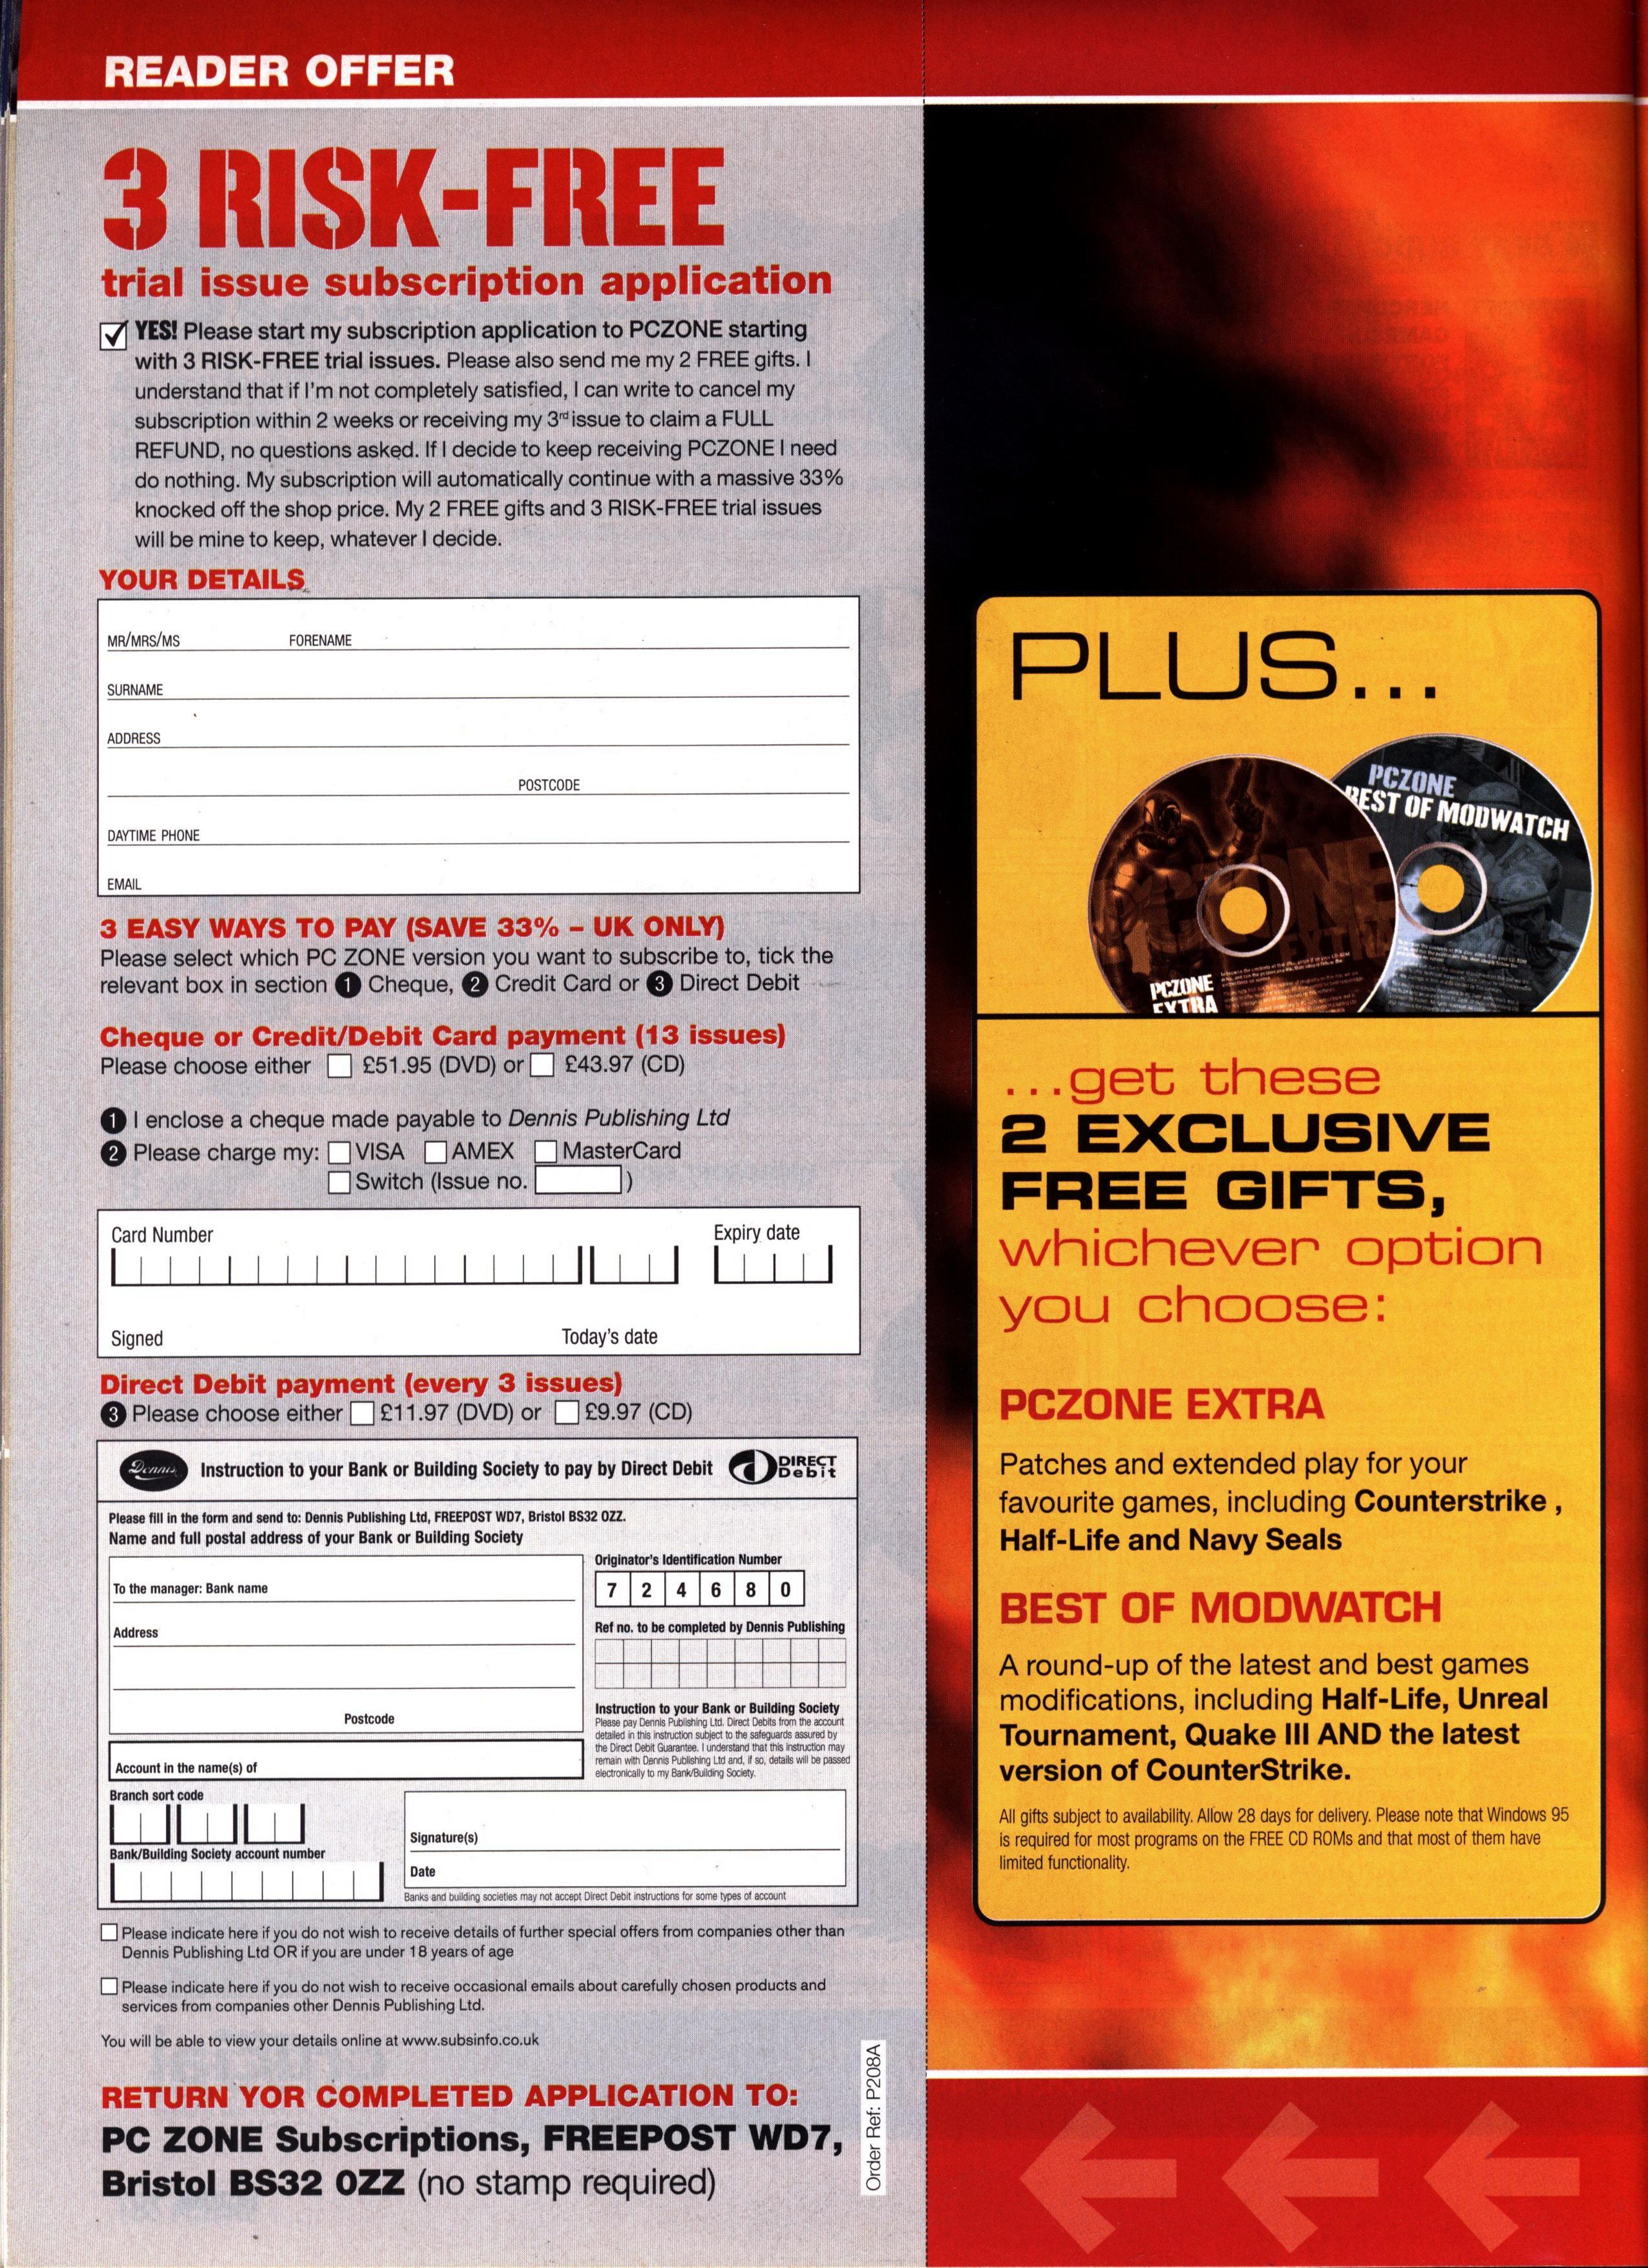 READER OFFER
3 RISK-FREE
trial issue subscription application
YES! Please start my subscription application to PCZONE starting
with 3 RISK-FREE trial issues. Please also send me my 2 FREE gifts. I
understand that if I'm not completely satisfied, I can write to cancel my
subscription within 2 weeks or receiving my 3rd issue to claim a FULL
REFUND, no questions asked. If I decide to keep receiving PCZONE I need
do nothing. My subscription will automatically continue with a massive 33%
knocked off the shop price. My 2 FREE gifts and 3 RISK-FREE trial issues
will be mine to keep, whatever I decide.
YOUR DETAILS
MR/MRS/MS FORENAME
SURNAME
ADDRESS
POSTCODE
DAYTIME PHONE
EMAIL
3 EASY WAYS TO PAY (SAVE 33% – UK ONLY)
Please select which PC ZONE version you want to subscribe to, tick the
relevant box in section 1 Cheque, 2 Credit Card or 3 Direct Debit
Cheque or Credit/Debit Card payment (13 issues)
Please choose either £51.95 (DVD) or £43.97 (CD)
1 I enclose a cheque made payable to Dennis Publishing Ltd
2 Please charge my: VISA AMEX MasterCard
Switch (Issue no. )
Card Number Expiry date
Signed Today's date
Direct Debit payment (every 3 issues)
3 Please choose either £11.97 (DVD) or £9.97 (CD)
Dennis Instruction to your Bank or Building Society to pay by Direct Debit DIRECT Debit
Please fill in the form and send to: Dennis Publishing Ltd, FREEPOST WD7, Bristol BS32 0ZZ.
Name and full postal address of your Bank or Building Society
To the manager: Bank name
Address
Postcode
Account in the name(s) of
Branch sort code
Bank/Building Society account number
Originator's Identification Number
7 2 4 6 8 0
Ref no. to be completed by Dennis Publishing
Instruction to your Bank or Building Society
Please pay Dennis Publishing Ltd. Direct Debits from the account
detailed in this instruction subject to the safeguards assured by
the Direct Debit Guarantee. I understand that this instruction may
remain with Dennis Publishing Ltd and, if so, details will be passed
electronically to my Bank/Building Society.
Signature(s)
Date
Banks and building societies may not accept Direct Debit instructions for some types of account
Please indicate here if you do not wish to receive details of further special offers from companies other than
Dennis Publishing Ltd OR if you are under 18 years of age
Please indicate here if you do not wish to receive occasional emails about carefully chosen products and
services from companies other Dennis Publishing Ltd.
You will be able to view your details online at www.subsinfo.co.uk
RETURN YOR COMPLETED APPLICATION TO:
PC ZONE Subscriptions, FREEPOST WD7,
Bristol BS32 0ZZ (no stamp required)
Order Ref: P208A
PLUS...
PCZONE
BEST OF MODWATCH
PCZONE
EXTRA
PCZONE
EXTRA
...get these
2 EXCLUSIVE
FREE GIFTS,
whichever option
you choose:
PCZONE EXTRA
Patches and extended play for your
favourite games, including Counterstrike ,
Half-Life and Navy Seals
BEST OF MODWATCH
A round-up of the latest and best games
modifications, including Half-Life, Unreal
Tournament, Quake III AND the latest
version of CounterStrike.
All gifts subject to availability. Allow 28 days for delivery. Please note that Windows 95
is required for most programs on the FREE CD ROMs and that most of them have
limited functionality.